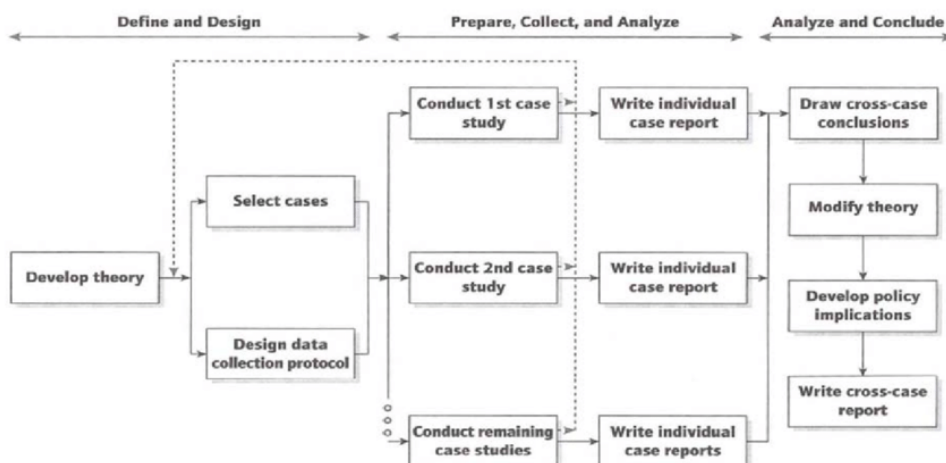 Define and Design
Prepare, Collect, and Analyze
Analyze and Conclude
Develop theory
Select cases
Design data
collection protocol
Conduct 1st case
study
Write individual
case report
Conduct 2nd case
study
Write individual
case report
Conduct remaining
case studies
Write individual
case reports
Draw cross-case
conclusions
Modify theory
Develop policy
implications
Write cross-case
report